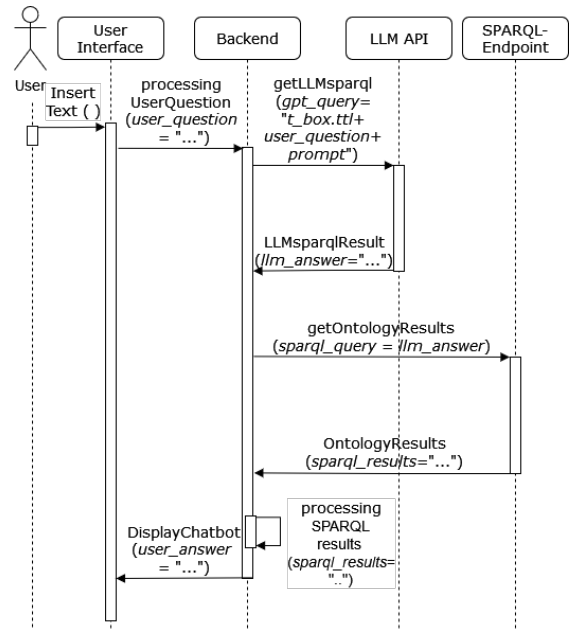 User
Interface
Backend
LLM API
SPARQL-
Endpoint
User
Insert
Text ( )
processing
UserQuestion
(user_question
= "...")
getLLMsparql
(gpt_query=
"t_box.ttl+
user_question+
prompt")
LLMsparqlResult
(llm_answer="...")
getOntologyResults
(sparql_query = llm_answer)
OntologyResults
(sparql_results="...")
processing
SPARQL
results
(sparql_results=
"..")
DisplayChatbot
(user_answer
= "...")